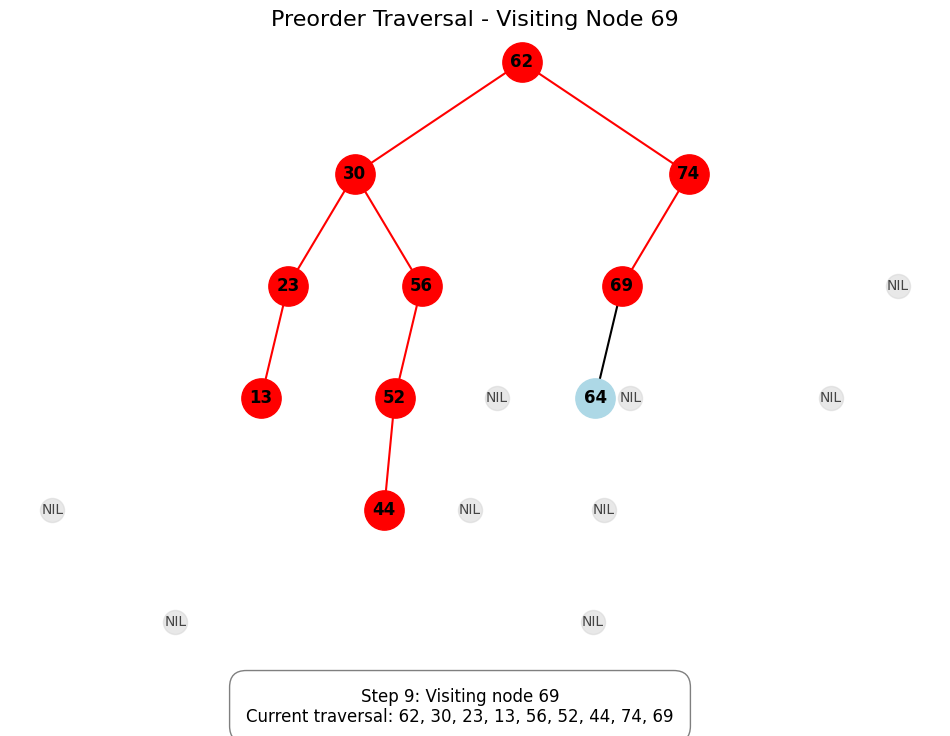 Preorder Traversal - Visiting Node 69
62
30
74
23
56
69
NIL
13
52
NIL
64
NIL
NIL
NIL
44
NIL
NIL
NIL
NIL
Step 9: Visiting node 69
Current traversal: 62, 30, 23, 13, 56, 52, 44, 74, 69